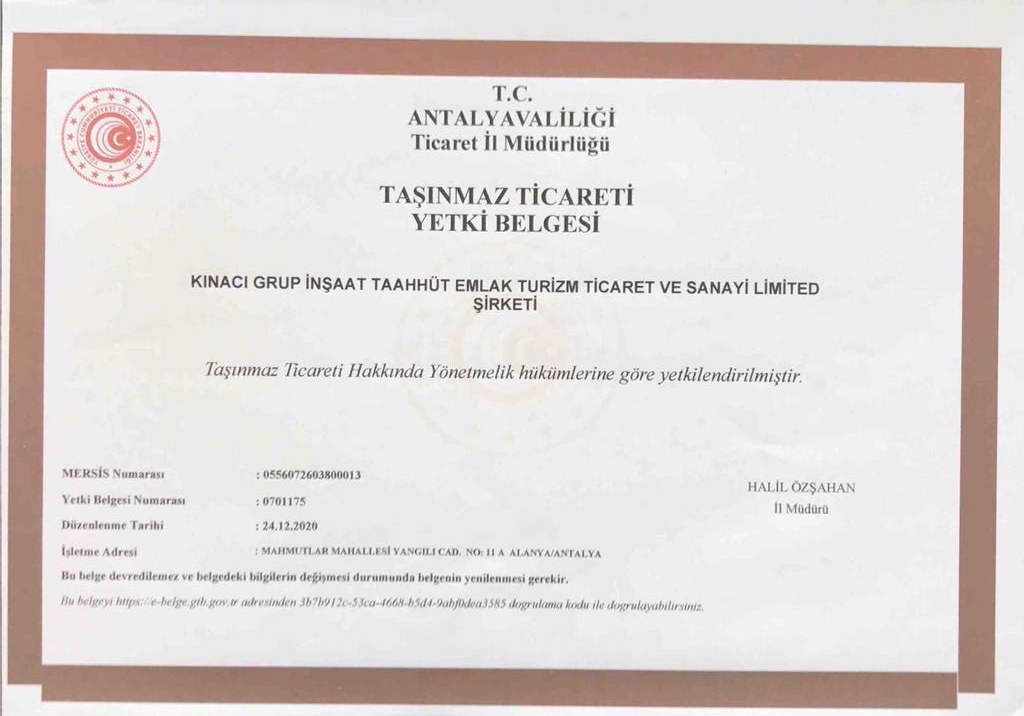 T.C.
ANTALYAVALİLİĞİ
Ticaret İl Müdürlüğü
TAŞINMAZ TİCARETİ
YETKİ BELGESİ
KINACI GRUP İNŞAAT TAAHHÜT EMLAK TURİZM TİCARET VE SANAYİ LİMİTED
ŞİRKETİ
Taşınmaz Ticareti Hakkında Yönetmelik hükümlerine göre yetkilendirilmiştir.
MERSİS Numarası : 0556072603800013
Yetki Belgesi Numarası : 0701175
Düzenlenme Tarihi : 24.12.2020
İşletme Adresi : MAHMUTLAR MAHALLESİ YANGILI CAD. NO: 11 A ALANYA/ANTALYA
HALİL ÖZŞAHAN
İl Müdürü
Bu belge devredilemez ve belgedeki bilgilerin değişmesi durumunda belgenin yenilenmesi gerekir.
Bu belgeyi https://e-belge.gtb.gov.tr adresinden 3b7b912c-53ca-4668-b5d4-9abf0dea3585 dogrulama kodu ile dogrulayabilirsiniz.